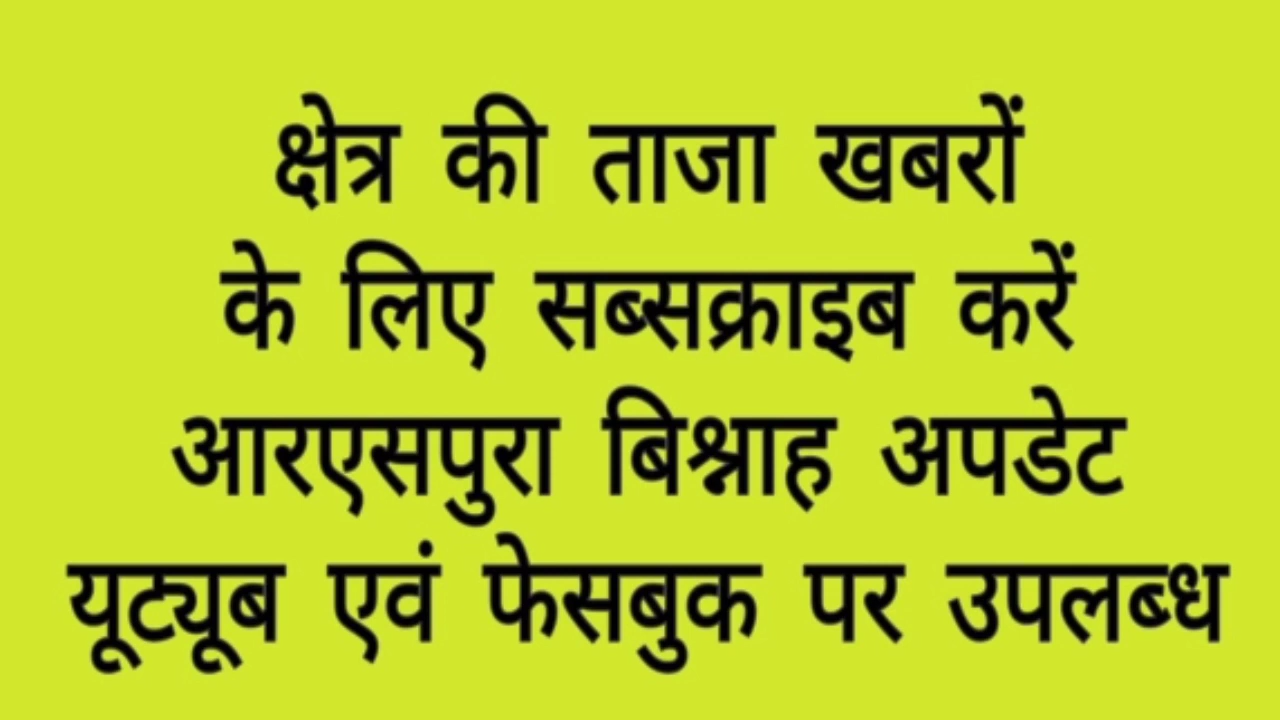 क्षेत्र की ताजा खबरों
के लिए सब्सक्राइब करें
आरएसपुरा बिश्नाह अपडेट
यूट्यूब एवं फेसबुक पर उपलब्ध